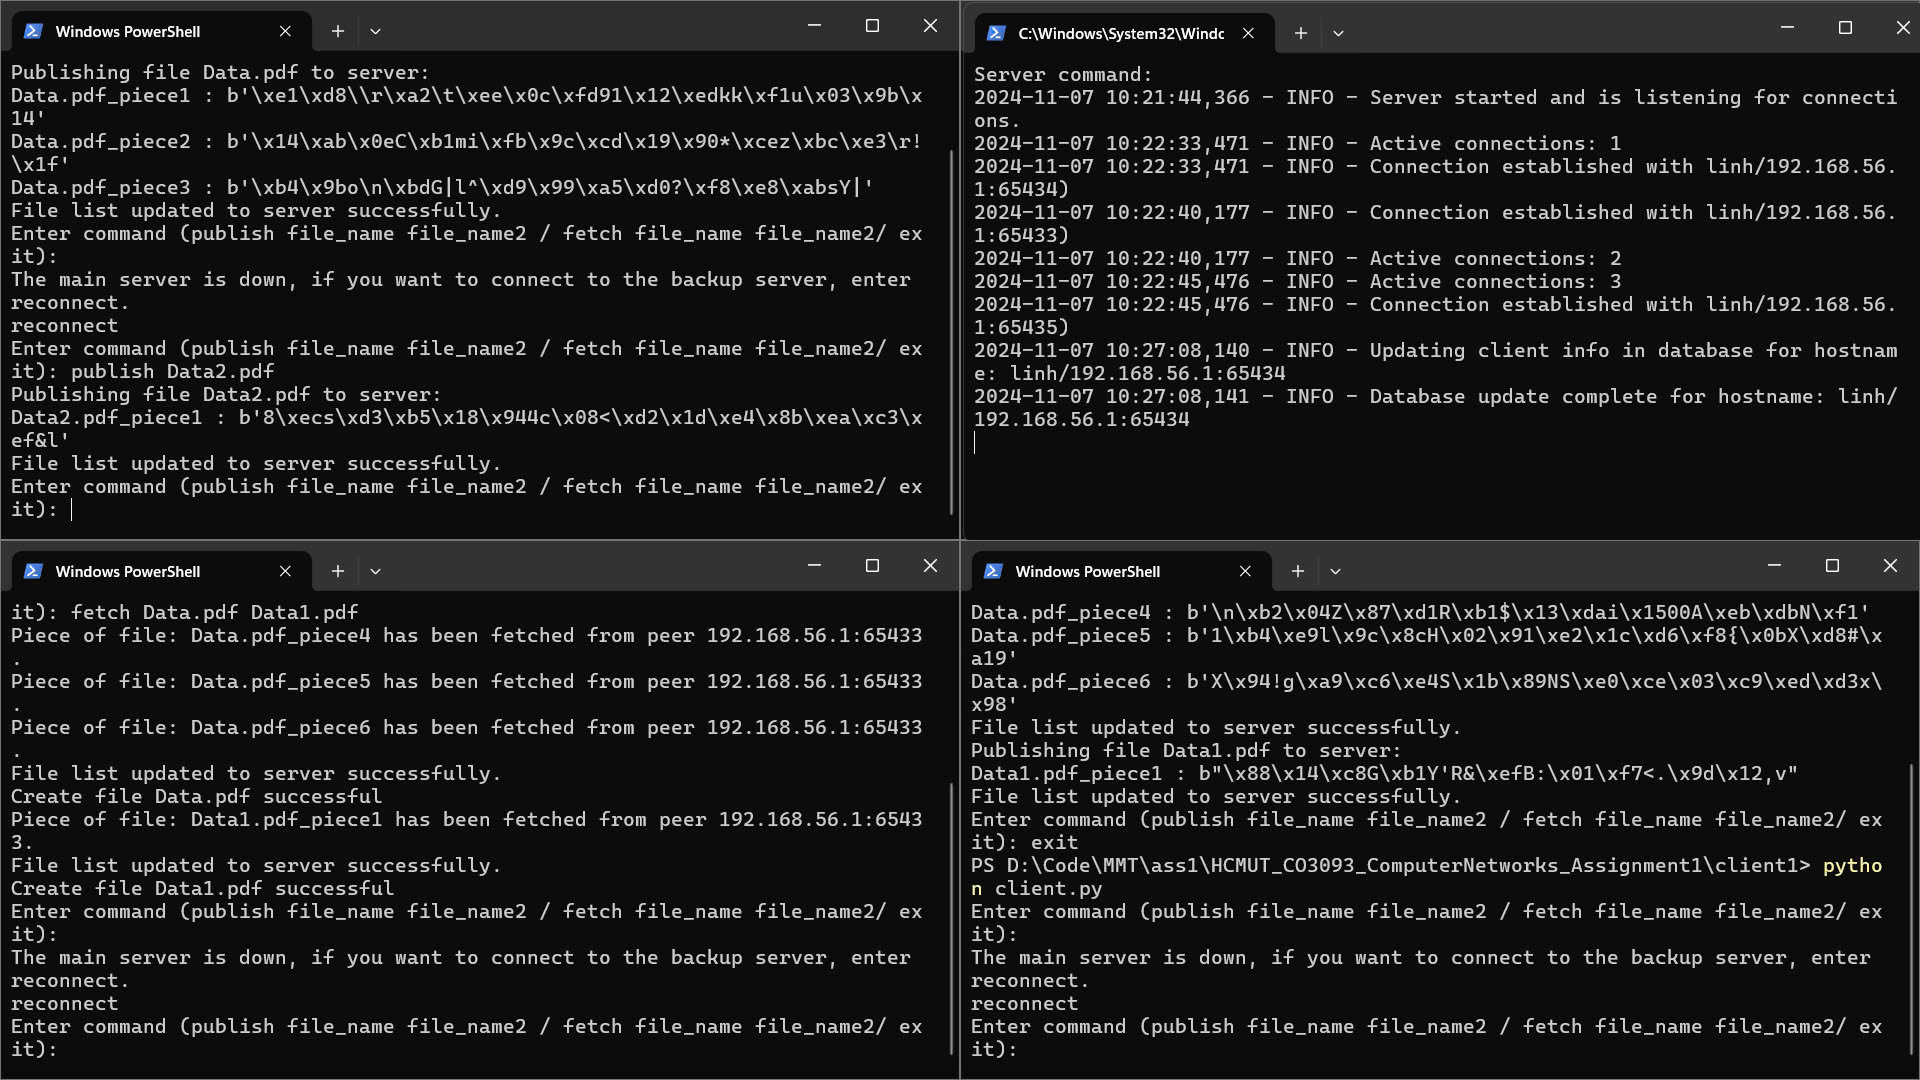 Windows PowerShell
Publishing file Data.pdf to server:
Data.pdf_piece1 : b'\xe1\xd8\\r\xa2\t\xee\x0c\xfd91\x12\xedkk\xf1u\x03\x9b\x
14'
Data.pdf_piece2 : b'\x14\xab\x0eC\xb1mi\xfb\x9c\xcd\x19\x90*\xcez\xbc\xe3\r!
\x1f'
Data.pdf_piece3 : b'\xb4\x9bo\n\xbdG|l^\xd9\x99\xa5\xd0?\xf8\xe8\xabsY|'
File list updated to server successfully.
Enter command (publish file_name file_name2 / fetch file_name file_name2/ ex
it):
The main server is down, if you want to connect to the backup server, enter
reconnect.
reconnect
Enter command (publish file_name file_name2 / fetch file_name file_name2/ ex
it): publish Data2.pdf
Publishing file Data2.pdf to server:
Data2.pdf_piece1 : b'8\xecs\xd3\xb5\x18\x944c\x08<\xd2\x1d\xe4\x8b\xea\xc3\x
ef&l'
File list updated to server successfully.
Enter command (publish file_name file_name2 / fetch file_name file_name2/ ex
it):
C:\Windows\System32\Windc
Server command:
2024-11-07 10:21:44,366 - INFO - Server started and is listening for connecti
ons.
2024-11-07 10:22:33,471 - INFO - Active connections: 1
2024-11-07 10:22:33,471 - INFO - Connection established with linh/192.168.56.
1:65434)
2024-11-07 10:22:40,177 - INFO - Connection established with linh/192.168.56.
1:65433)
2024-11-07 10:22:40,177 - INFO - Active connections: 2
2024-11-07 10:22:45,476 - INFO - Active connections: 3
2024-11-07 10:22:45,476 - INFO - Connection established with linh/192.168.56.
1:65435)
2024-11-07 10:27:08,140 - INFO - Updating client info in database for hostnam
e: linh/192.168.56.1:65434
2024-11-07 10:27:08,141 - INFO - Database update complete for hostname: linh/
192.168.56.1:65434
Windows PowerShell
it): fetch Data.pdf Data1.pdf
Piece of file: Data.pdf_piece4 has been fetched from peer 192.168.56.1:65433
.
Piece of file: Data.pdf_piece5 has been fetched from peer 192.168.56.1:65433
.
Piece of file: Data.pdf_piece6 has been fetched from peer 192.168.56.1:65433
.
File list updated to server successfully.
Create file Data.pdf successful
Piece of file: Data1.pdf_piece1 has been fetched from peer 192.168.56.1:6543
3.
File list updated to server successfully.
Create file Data1.pdf successful
Enter command (publish file_name file_name2 / fetch file_name file_name2/ ex
it):
The main server is down, if you want to connect to the backup server, enter
reconnect.
reconnect
Enter command (publish file_name file_name2 / fetch file_name file_name2/ ex
it):
Windows PowerShell
Data.pdf_piece4 : b'\n\xb2\x04Z\x87\xd1R\xb1$\x13\xdai\x1500A\xeb\xdbN\xf1'
Data.pdf_piece5 : b'1\xb4\xe9l\x9c\x8cH\x02\x91\xe2\x1c\xd6\xf8{\x0bX\xd8#\x
a19'
Data.pdf_piece6 : b'X\x94!g\xa9\xc6\xe4S\x1b\x89NS\xe0\xce\x03\xc9\xed\xd3x\
x98'
File list updated to server successfully.
Publishing file Data1.pdf to server:
Data1.pdf_piece1 : b"\x88\x14\xc8G\xb1Y'R&\xefB:\x01\xf7<.\x9d\x12,v"
File list updated to server successfully.
Enter command (publish file_name file_name2 / fetch file_name file_name2/ ex
it): exit
PS D:\Code\MMT\ass1\HCMUT_CO3093_ComputerNetworks_Assignment1\client1> pytho
n client.py
Enter command (publish file_name file_name2 / fetch file_name file_name2/ ex
it):
The main server is down, if you want to connect to the backup server, enter
reconnect.
reconnect
Enter command (publish file_name file_name2 / fetch file_name file_name2/ ex
it):